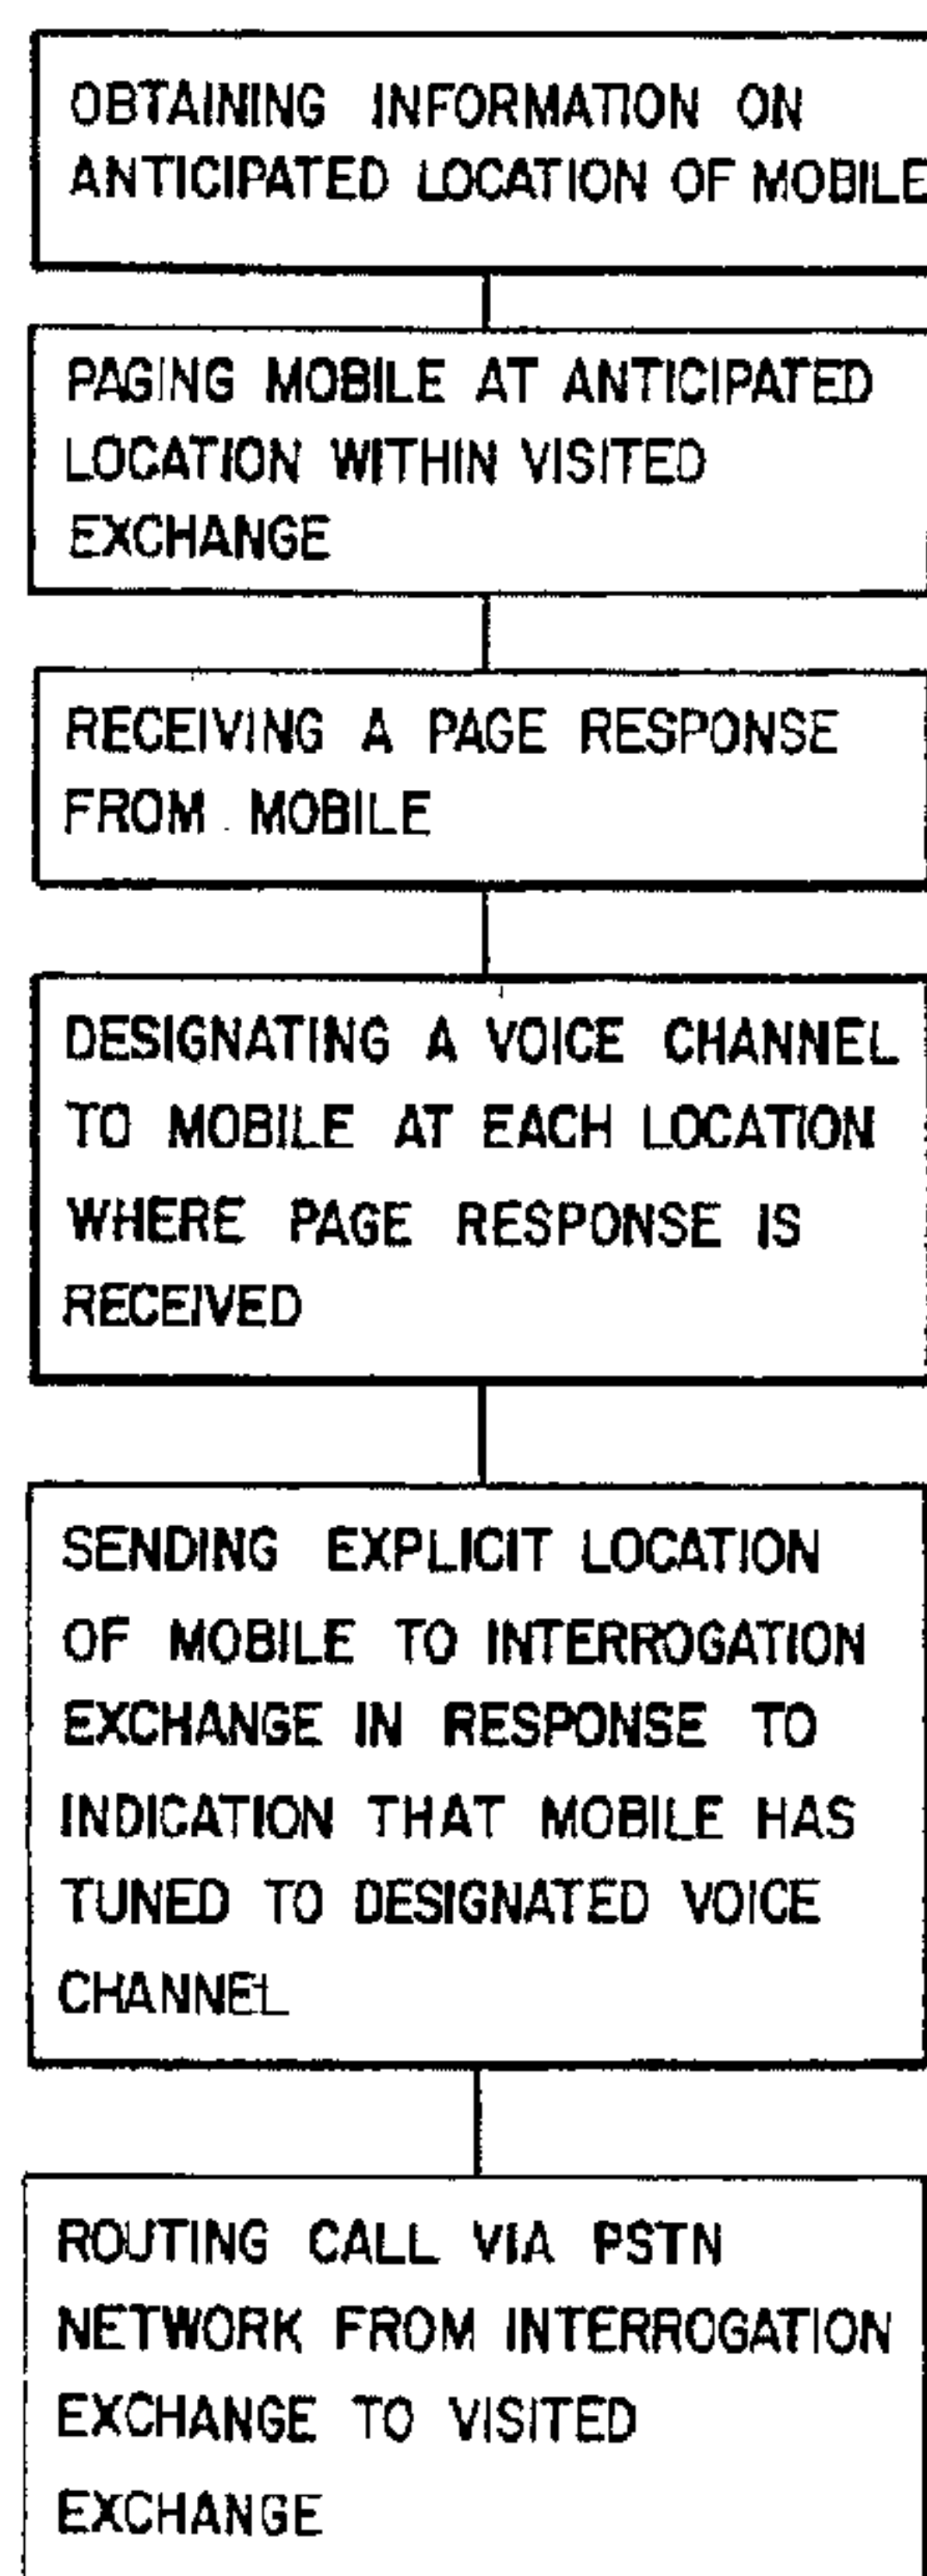 OBTAINING INFORMATION ON
ANTICIPATED LOCATION OF MOBILE
PAGING MOBILE AT ANTICIPATED
LOCATION WITHIN VISITED
EXCHANGE
RECEIVING A PAGE RESPONSE
FROM MOBILE
DESIGNATING A VOICE CHANNEL
TO MOBILE AT EACH LOCATION
WHERE PAGE RESPONSE IS
RECEIVED
SENDING EXPLICIT LOCATION
OF MOBILE TO INTERROGATION
EXCHANGE IN RESPONSE TO
INDICATION THAT MOBILE HAS
TUNED TO DESIGNATED VOICE
CHANNEL
ROUTING CALL VIA PSTN
NETWORK FROM INTERROGATION
EXCHANGE TO VISITED
EXCHANGE